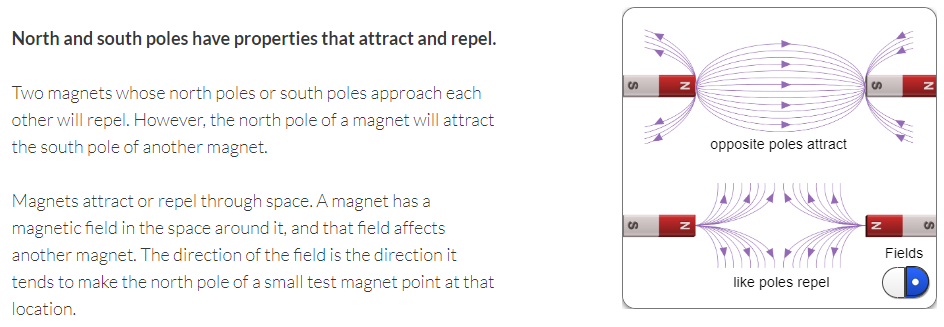 North and south poles have properties that attract and repel.
Two magnets whose north poles or south poles approach each
other will repel. However, the north pole of a magnet will attract
the south pole of another magnet.
Magnets attract or repel through space. A magnet has a
magnetic field in the space around it, and that field affects
another magnet. The direction of the field is the direction it
tends to make the north pole of a small test magnet point at that
location.
S N S N
opposite poles attract
S N N S
Fields
like poles repel